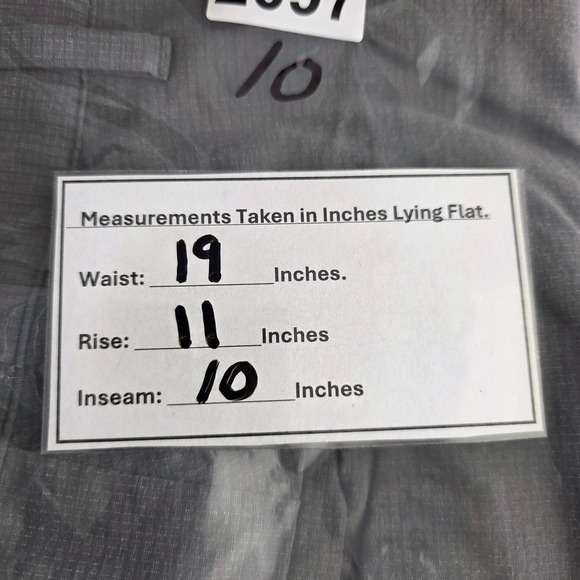 10
Measurements Taken in Inches Lying Flat.
Waist: 19 Inches.
Rise: 11 Inches
Inseam: 10 Inches